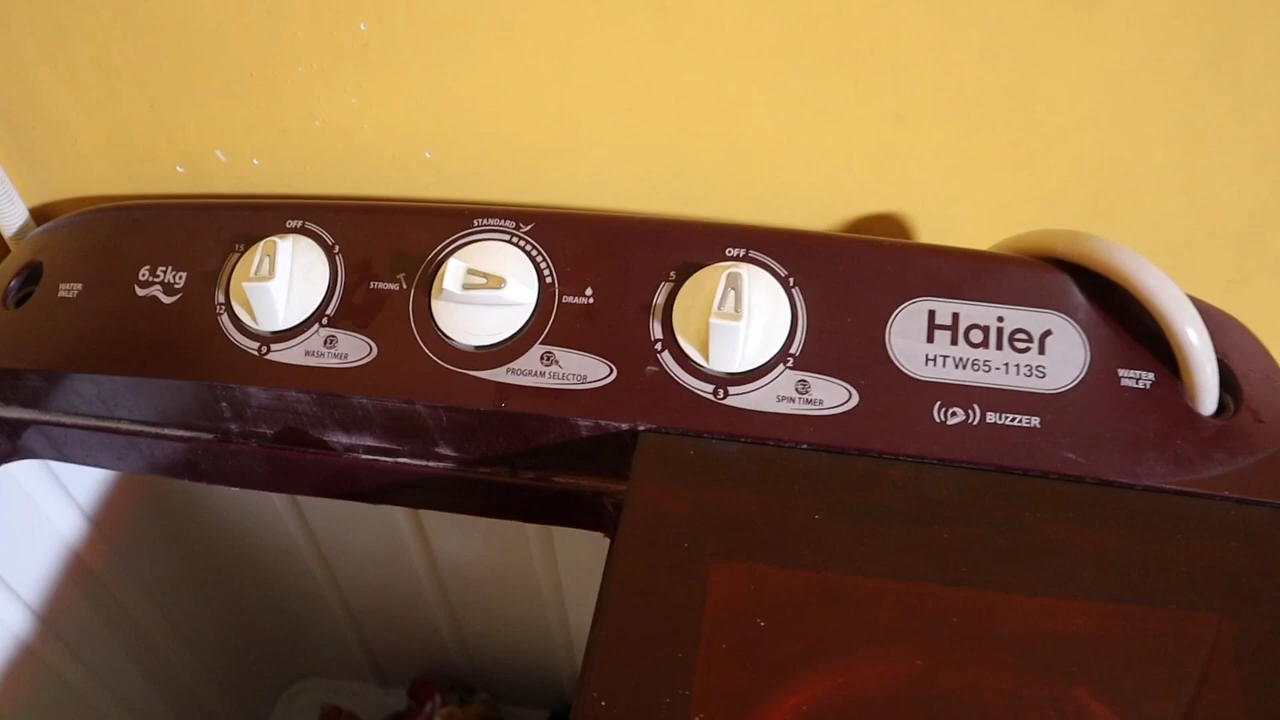 WATER
INLET
6.5kg
OFF
3
6
9
12
15
WASH TIMER
STANDARD
STRONG
DRAIN
PROGRAM SELECTOR
OFF
1
2
3
4
5
SPIN TIMER
Haier
HTW65-113S
BUZZER
WATER
INLET